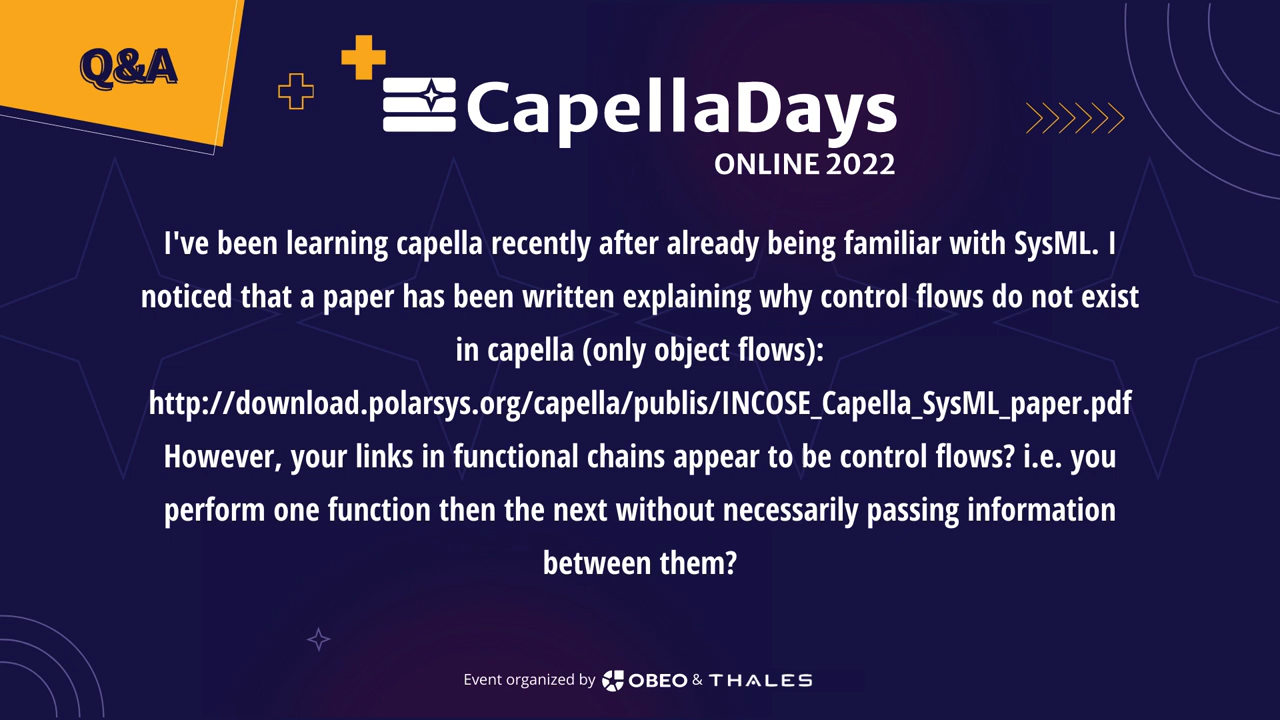 Q&A
CapellaDays
ONLINE 2022
I've been learning capella recently after already being familiar with SysML. I
noticed that a paper has been written explaining why control flows do not exist
in capella (only object flows):
http://download.polarsys.org/capella/publis/INCOSE_Capella_SysML_paper.pdf
However, your links in functional chains appear to be control flows? i.e. you
perform one function then the next without necessarily passing information
between them?
Event organized by OBEO & THALES